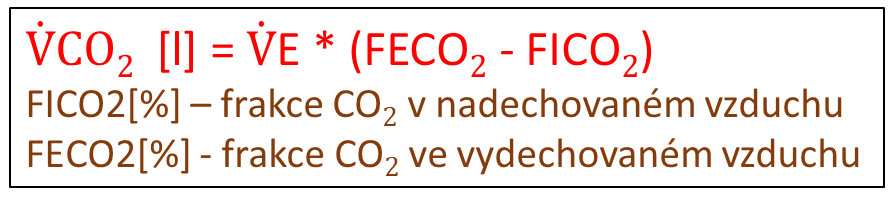 V̇CO₂ [l] = V̇E * (FECO₂ - FICO₂)
FICO2[%] – frakce CO₂ v nadechovaném vzduchu
FECO2[%] - frakce CO₂ ve vydechovaném vzduchu